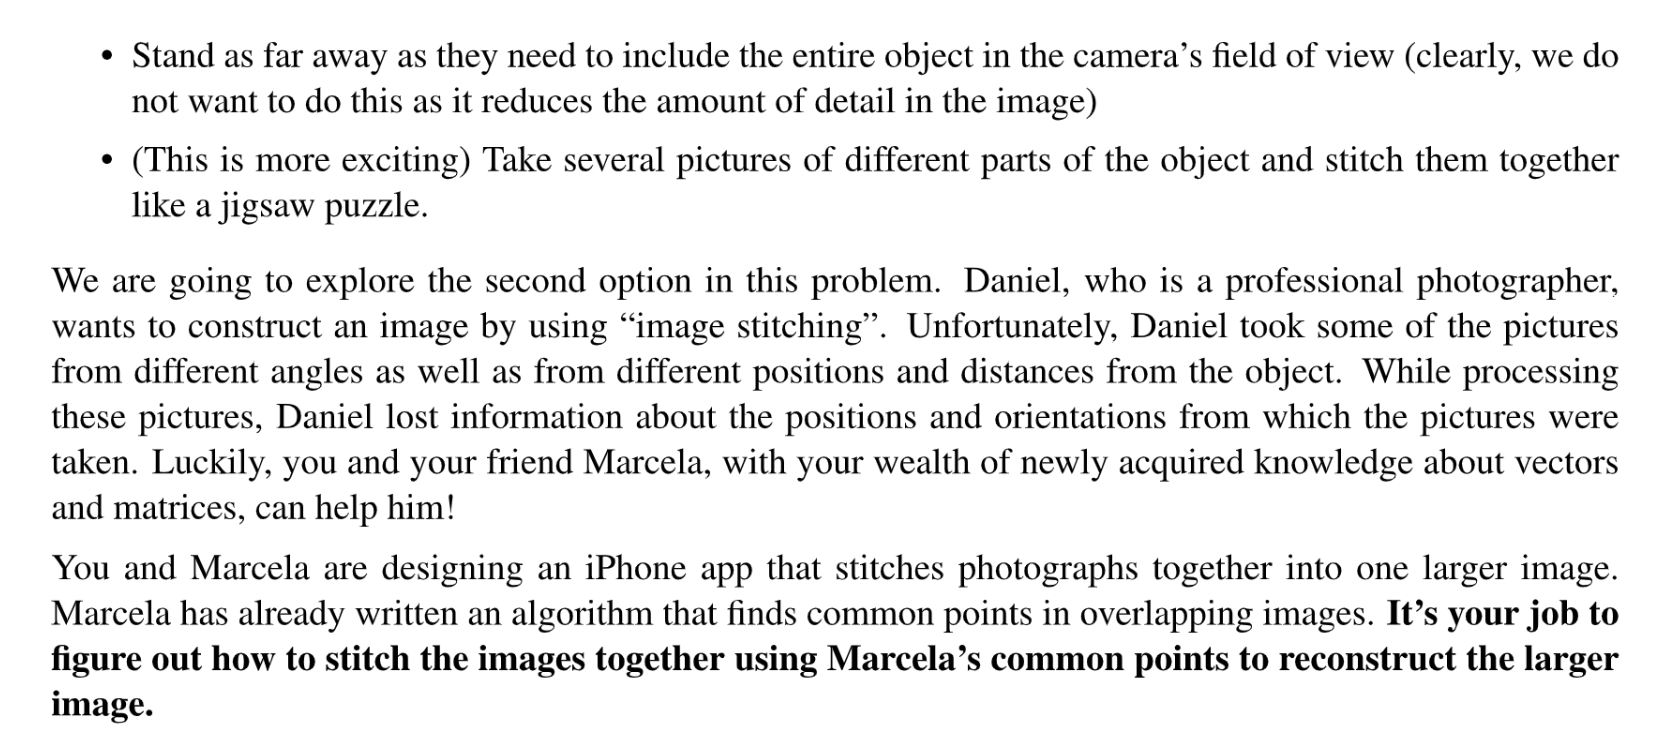 • Stand as far away as they need to include the entire object in the camera’s field of view (clearly, we do
not want to do this as it reduces the amount of detail in the image)
• (This is more exciting) Take several pictures of different parts of the object and stitch them together
like a jigsaw puzzle.
We are going to explore the second option in this problem. Daniel, who is a professional photographer,
wants to construct an image by using “image stitching”. Unfortunately, Daniel took some of the pictures
from different angles as well as from different positions and distances from the object. While processing
these pictures, Daniel lost information about the positions and orientations from which the pictures were
taken. Luckily, you and your friend Marcela, with your wealth of newly acquired knowledge about vectors
and matrices, can help him!
You and Marcela are designing an iPhone app that stitches photographs together into one larger image.
Marcela has already written an algorithm that finds common points in overlapping images. It’s your job to
figure out how to stitch the images together using Marcela’s common points to reconstruct the larger
image.